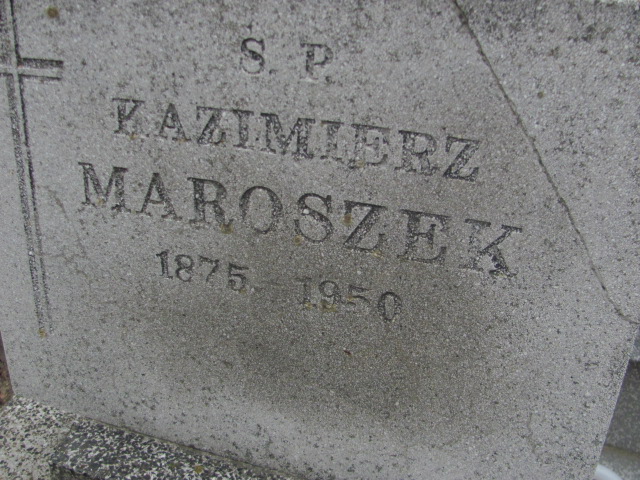 S. P.
KAZIMIERZ
MAROSZEK
1875 - 1950